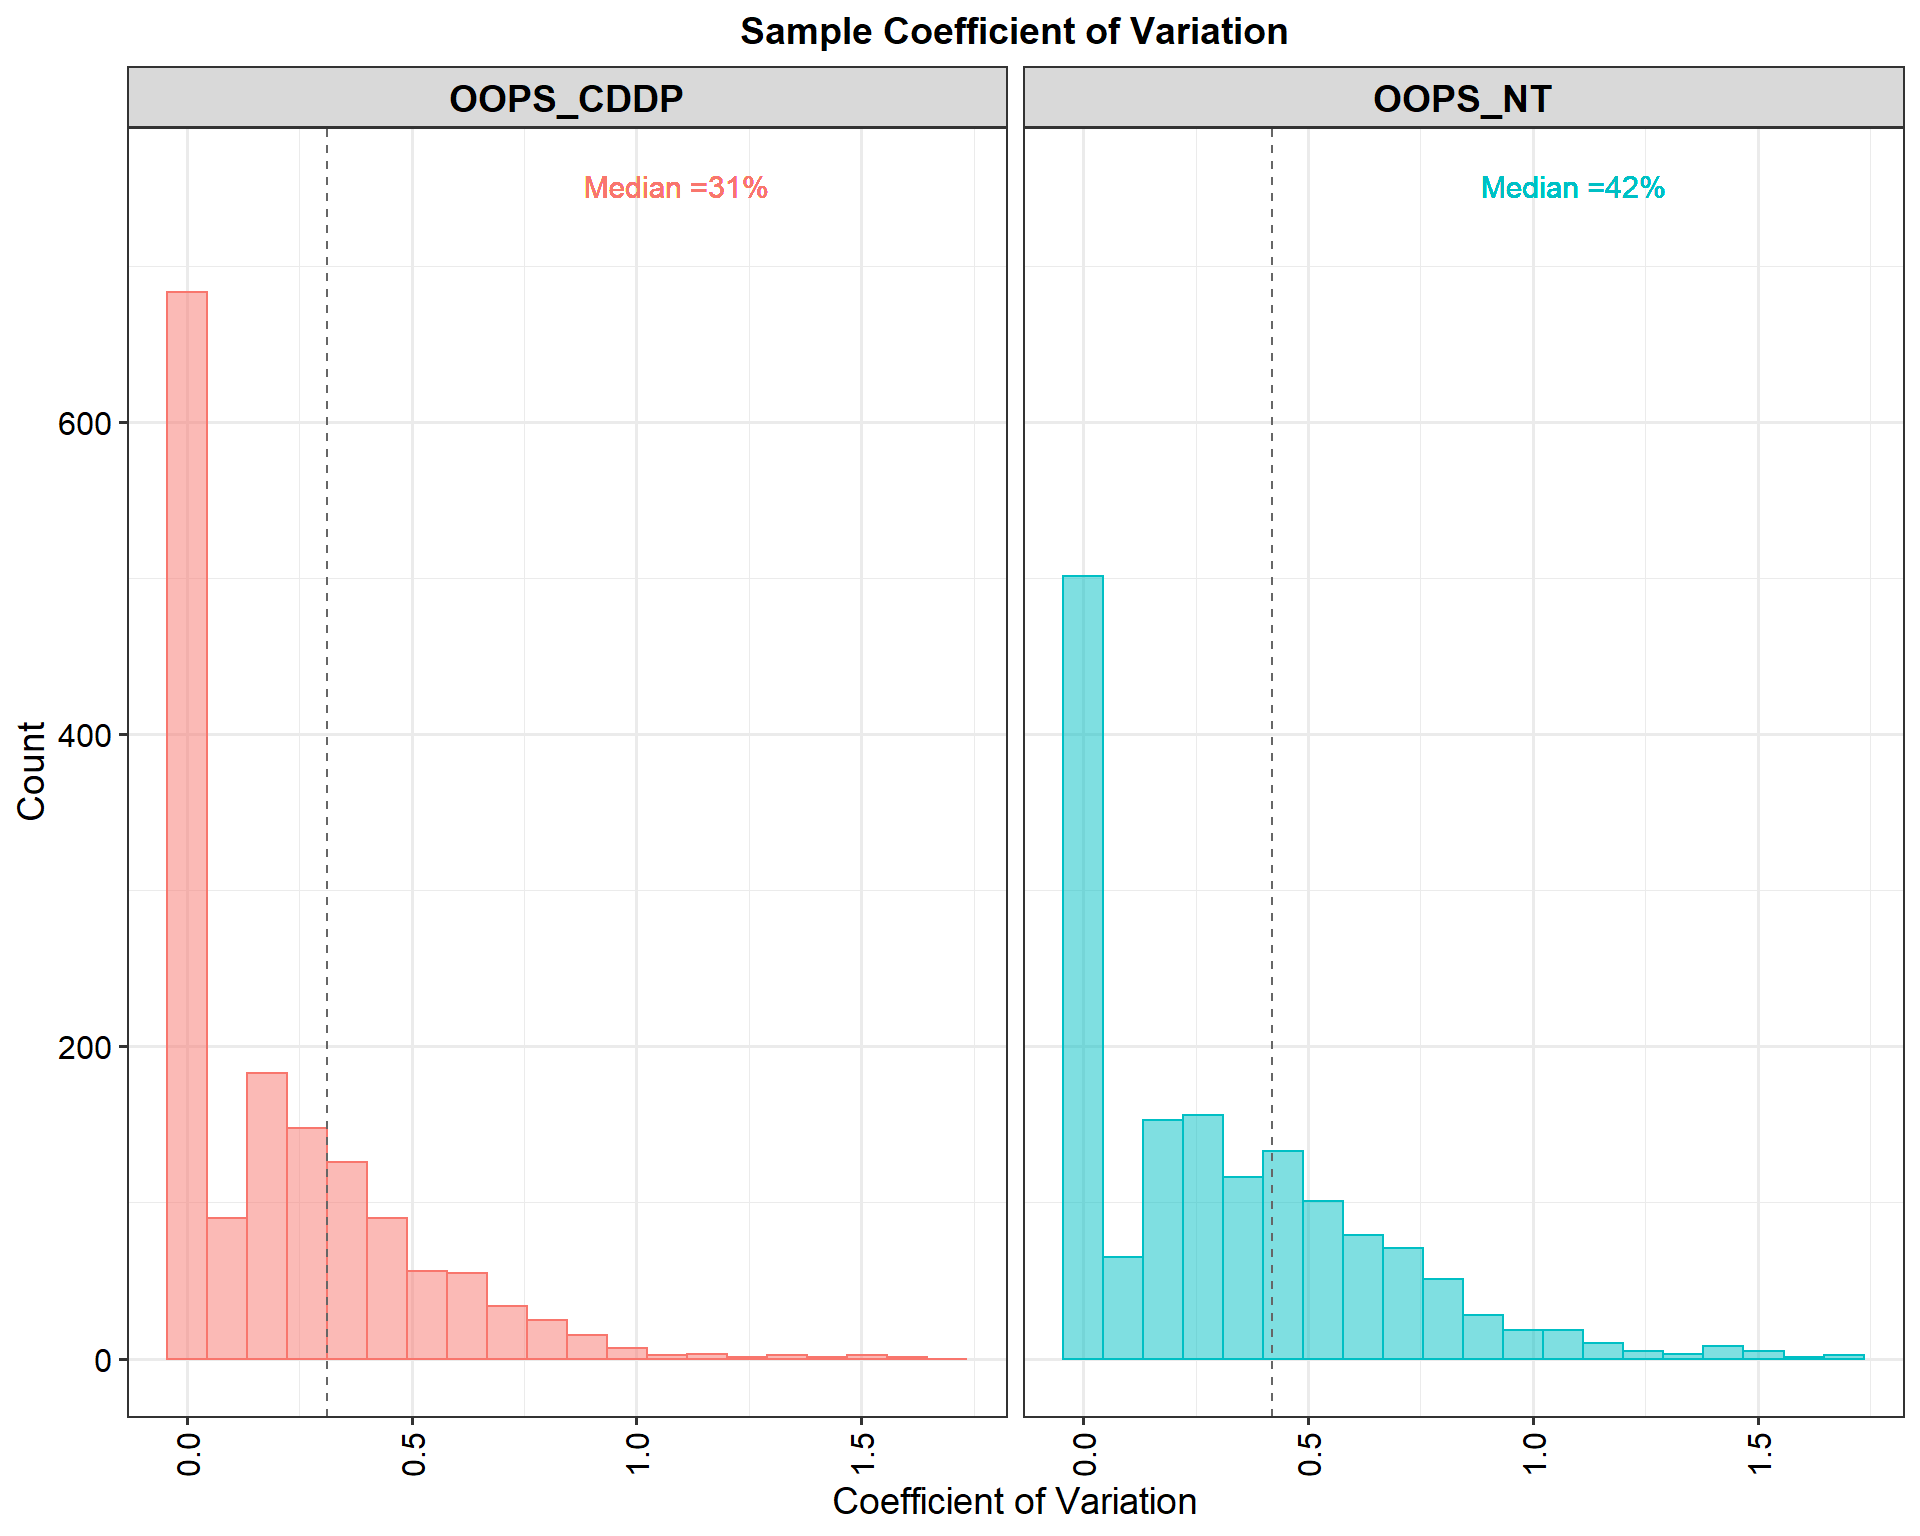 Sample Coefficient of Variation
OOPS_CDDP
OOPS_NT
Median =31%
Median =42%
Count
600
400
200
0
0.0
0.5
1.0
1.5
0.0
0.5
1.0
1.5
Coefficient of Variation